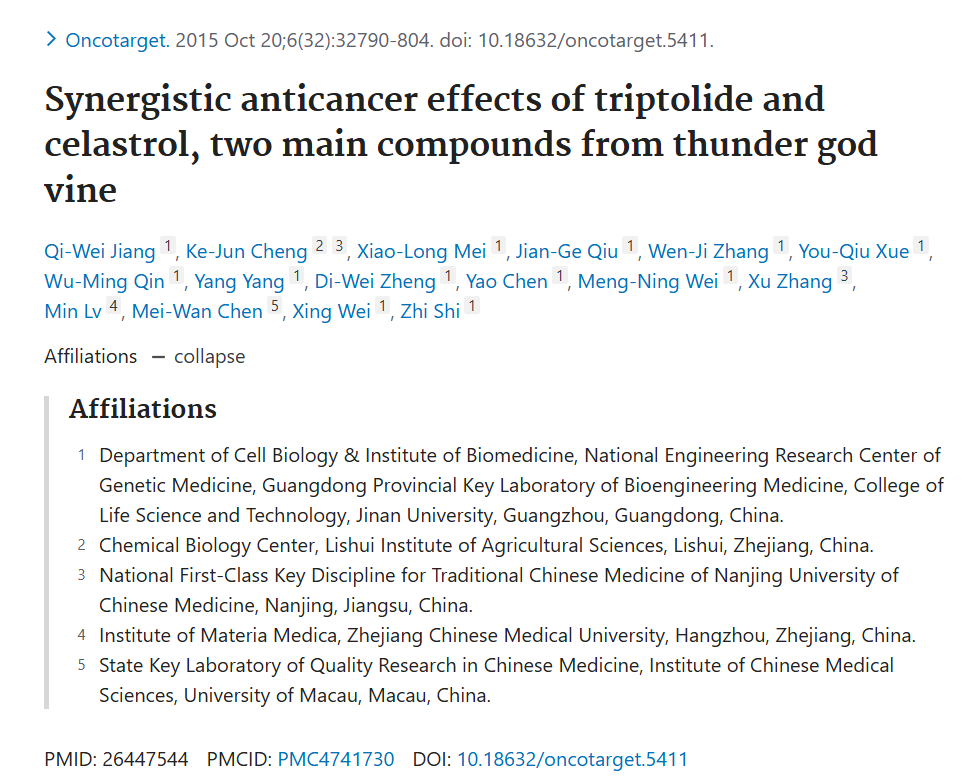 > Oncotarget. 2015 Oct 20;6(32):32790-804. doi: 10.18632/oncotarget.5411.
Synergistic anticancer effects of triptolide and
celastrol, two main compounds from thunder god
vine
Qi-Wei Jiang 1, Ke-Jun Cheng 2 3, Xiao-Long Mei 1, Jian-Ge Qiu 1, Wen-Ji Zhang 1, You-Qiu Xue 1,
Wu-Ming Qin 1, Yang Yang 1, Di-Wei Zheng 1, Yao Chen 1, Meng-Ning Wei 1, Xu Zhang 3,
Min Lv 4, Mei-Wan Chen 5, Xing Wei 1, Zhi Shi 1
Affiliations — collapse
Affiliations
1 Department of Cell Biology & Institute of Biomedicine, National Engineering Research Center of
Genetic Medicine, Guangdong Provincial Key Laboratory of Bioengineering Medicine, College of
Life Science and Technology, Jinan University, Guangzhou, Guangdong, China.
2 Chemical Biology Center, Lishui Institute of Agricultural Sciences, Lishui, Zhejiang, China.
3 National First-Class Key Discipline for Traditional Chinese Medicine of Nanjing University of
Chinese Medicine, Nanjing, Jiangsu, China.
4 Institute of Materia Medica, Zhejiang Chinese Medical University, Hangzhou, Zhejiang, China.
5 State Key Laboratory of Quality Research in Chinese Medicine, Institute of Chinese Medical
Sciences, University of Macau, Macau, China.
PMID: 26447544 PMCID: PMC4741730 DOI: 10.18632/oncotarget.5411